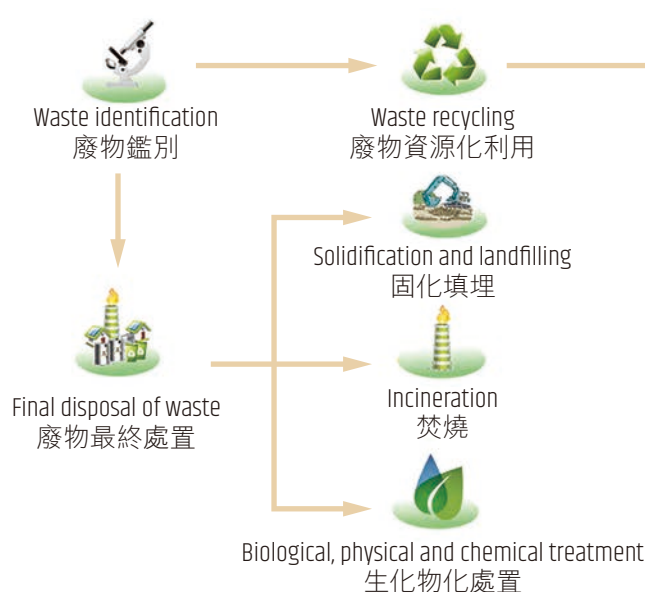 Waste identification
廢物鑑別
Waste recycling
廢物資源化利用
Solidification and landfilling
固化填埋
Final disposal of waste
廢物最終處置
Incineration
焚燒
Biological, physical and chemical treatment
生化物化處置